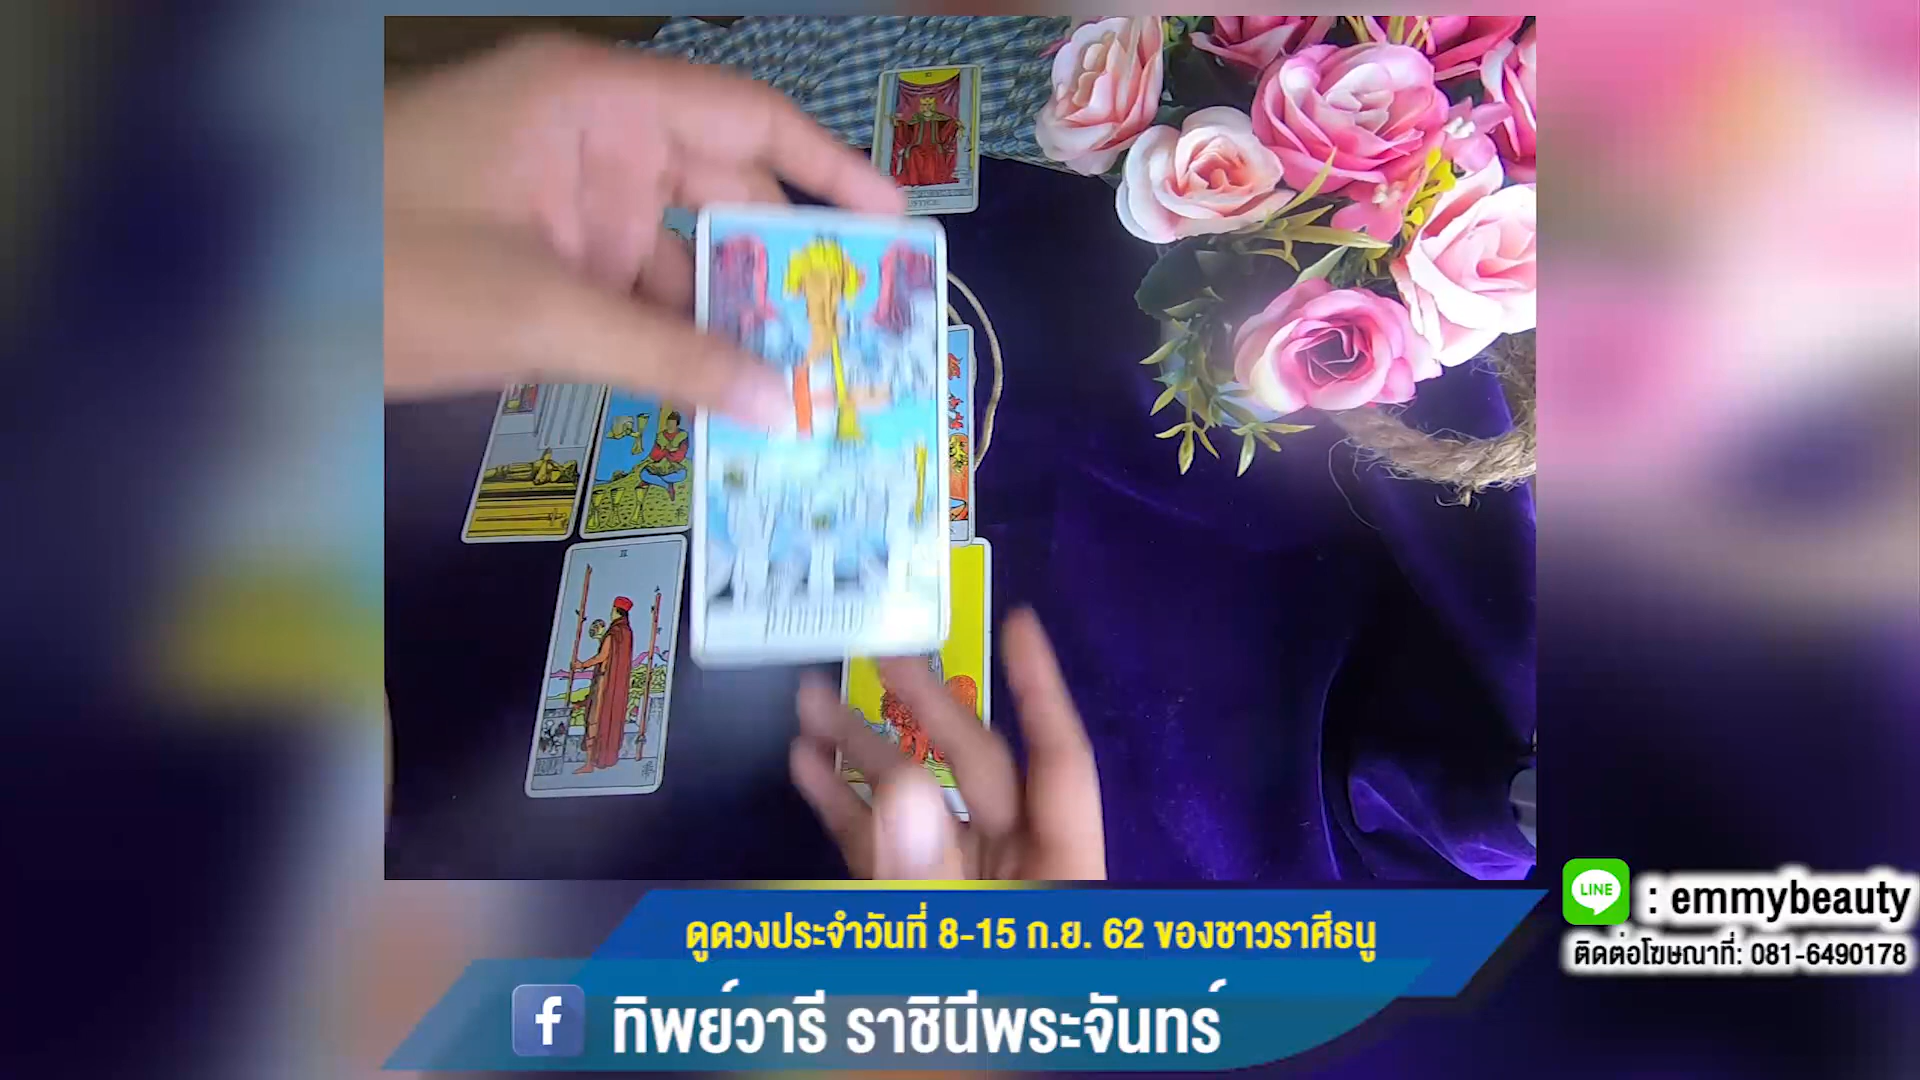 JUSTICE
III
ดูดวงประจำวันที่ 8-15 ก.ย. 62 ของชาวราศีธนู
f ทิพย์วารี ราชินีพระจันทร์
LINE : emmybeauty
ติดต่อโฆษณาที่: 081-6490178